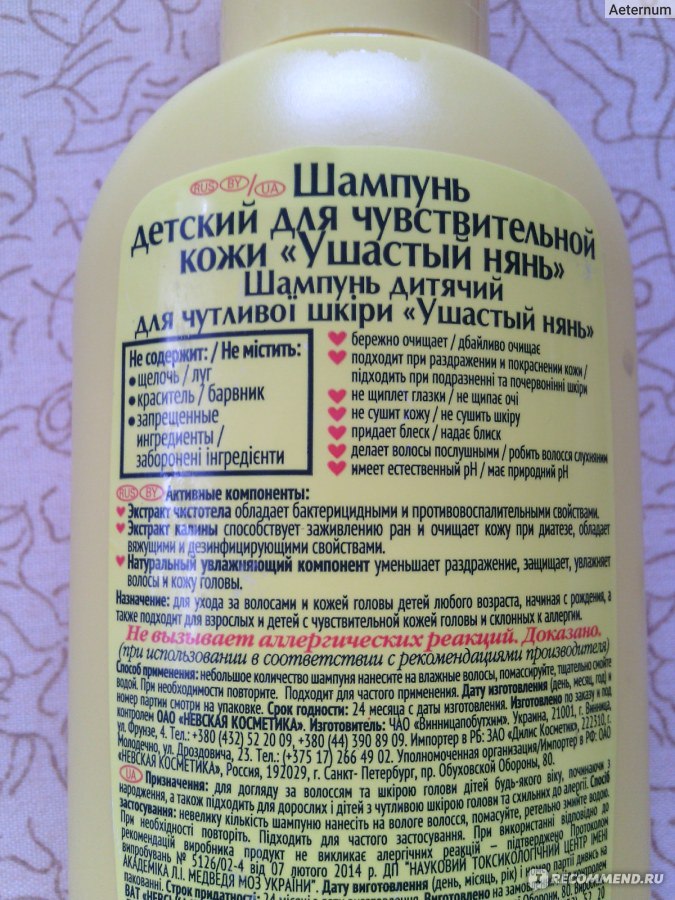 Aeternum
RUS BY / UA Шампунь
детский для чувствительной
кожи «Ушастый нянь»
Шампунь дитячий
для чутливої шкіри «Ушастый нянь»
Не содержит: / Не містить:
• щелочь / луг
• краситель / барвник
• запрещенные
ингредиенты /
заборонені інгредієнти
бережно очищает / дбайливо очищає
подходит при раздражении и покраснении кожи /
підходить при подразненні та почервонінні шкіри
не щиплет глазки / не щипає очі
не сушит кожу / не сушить шкіру
придает блеск / надає блиск
делает волосы послушными / робить волосся слухняним
имеет естественный pH / має природний pH
RUS BY Активные компоненты:
Экстракт чистотела обладает бактерицидными и противовоспалительными свойствами.
Экстракт калины способствует заживлению ран и очищает кожу при диатезе, обладает
вяжущими и дезинфицирующими свойствами.
Натуральный увлажняющий компонент уменьшает раздражение, защищает, увлажняет
волосы и кожу головы.
Назначение: для ухода за волосами и кожей головы детей любого возраста, начиная с рождения, а
также подходит для взрослых и детей с чувствительной кожей головы и склонных к аллергии.
Не вызывает аллергических реакций. Доказано.
(при использовании в соответствии с рекомендациями производителя)
Способ применения: небольшое количество шампуня нанесите на влажные волосы, помассируйте, тщательно смойте
водой. При необходимости повторите. Подходит для частого применения. Дату изготовления (день, месяц, год) и
номер партии смотри на упаковке. Срок годности: 24 месяца с даты изготовления. Изготовлено по заказу и под
контролем ОАО «НЕВСКАЯ КОСМЕТИКА». Изготовитель: ЧАО «Винницабытхим». Украина, 21001, г. Винница,
ул. Фрунзе, 4. Тел.: +380 (432) 52 20 09, +380 (44) 390 89 09. Импортер в РБ: ЗАО «Дилис Косметик», 222310, г.
Молодечно, ул. Дроздовича, 23. Тел.: (+375 17) 266 49 02. Уполномоченная организация/Импортер в РФ: ОАО
«НЕВСКАЯ КОСМЕТИКА», Россия, 192029, г. Санкт- Петербург, пр. Обуховской Обороны, 80.
UA Призначення: для догляду за волоссям та шкірою голови дітей будь-якого віку, починаючи з
народження, а також підходить для дорослих і дітей з чутливою шкірою голови та схильних до алергії. Спосіб
застосування: невелику кількість шампуню нанесіть на вологе волосся, помасуйте, ретельно змийте водою.
При необхідності повторіть. Підходить для частого застосування. При використанні відповідно до
рекомендацій виробника продукт не викликає алергічних реакцій – підтверджено Протоколом
випробувань № 5126/02-4 від 07 лютого 2014 р. ДП "НАУКОВИЙ ТОКСИКОЛОГІЧНИЙ ЦЕНТР ІМЕНІ
АКАДЕМІКА Л.І. МЕДВЕДЯ МОЗ УКРАЇНИ". Дату виготовлення (день, місяць, рік) і номер партії дивись на
пакованні. Срок придатності: 24 місяці з дати виготовлення. Виготовлено на замовлення
RECOMMEND.RU